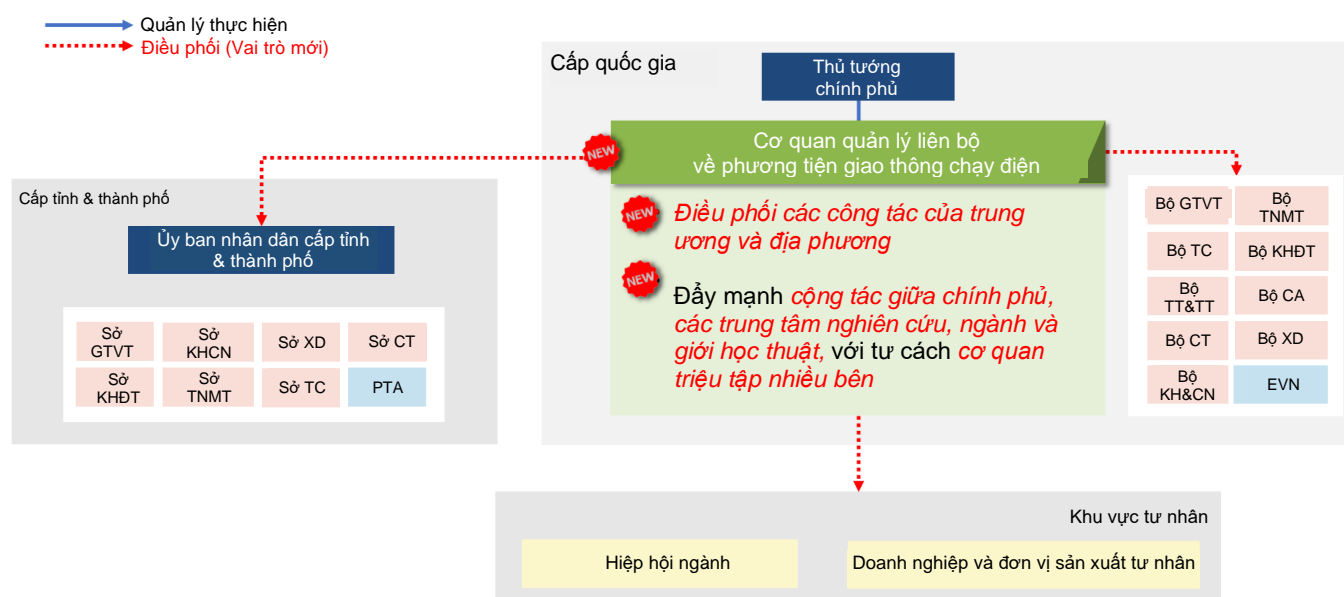 Quản lý thực hiện
Điều phối (Vai trò mới)
Cấp quốc gia
Thủ tướng
chính phủ
NEW
Cơ quan quản lý liên bộ
về phương tiện giao thông chạy điện
NEW
Điều phối các công tác của trung
ương và địa phương
NEW
Đẩy mạnh cộng tác giữa chính phủ,
các trung tâm nghiên cứu, ngành và
giới học thuật, với tư cách cơ quan
triệu tập nhiều bên
Bộ GTVT
Bộ
TNMT
Bộ TC
Bộ KHĐT
Bộ
TT&TT
Bộ CA
Bộ CT
Bộ XD
Bộ
KH&CN
EVN
Cấp tỉnh & thành phố
Ủy ban nhân dân cấp tỉnh
& thành phố
Sở
GTVT
Sở
KHCN
Sở XD
Sở CT
Sở
KHĐT
Sở
TNMT
Sở TC
PTA
Khu vực tư nhân
Hiệp hội ngành
Doanh nghiệp và đơn vị sản xuất tư nhân